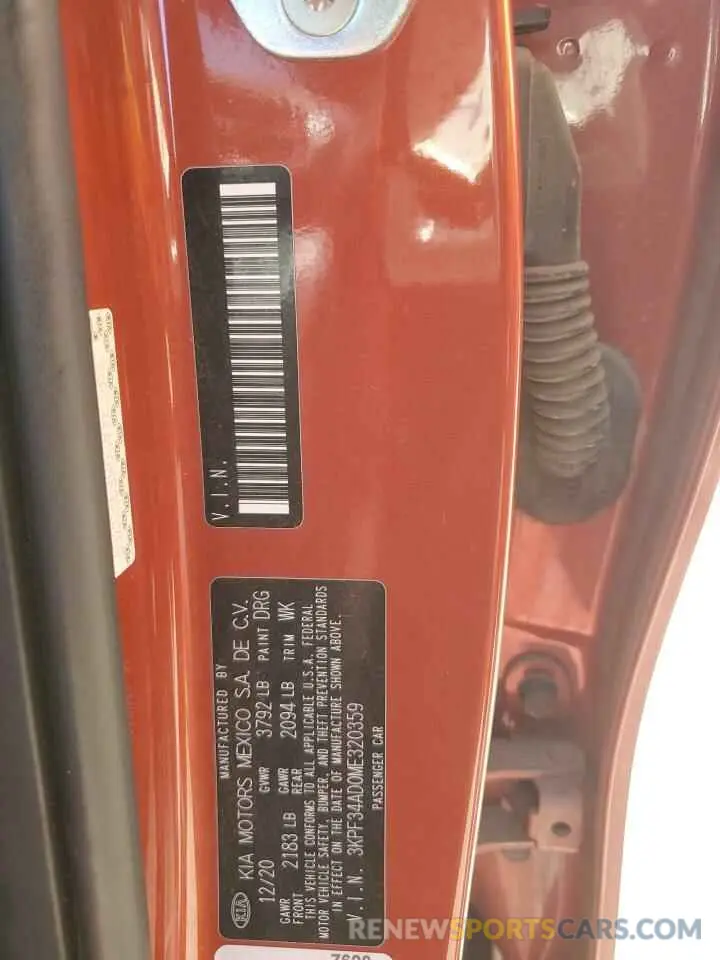 V.I.N.
MANUFACTURED BY
KIA KIA MOTORS MEXICO S.A. DE C.V.
12/20 GVWR 3792 LB PAINT DRG
GAWR FRONT 2183 LB GAWR REAR 2094 LB TRIM WK
THIS VEHICLE CONFORMS TO ALL APPLICABLE U.S.A. FEDERAL
MOTOR VEHICLE SAFETY, BUMPER, AND THEFT PREVENTION STANDARDS
IN EFFECT ON THE DATE OF MANUFACTURE SHOWN ABOVE.
V.I.N. 3KPF34AD0ME320359
PASSENGER CAR
RENEWSPORTSCARS.COM